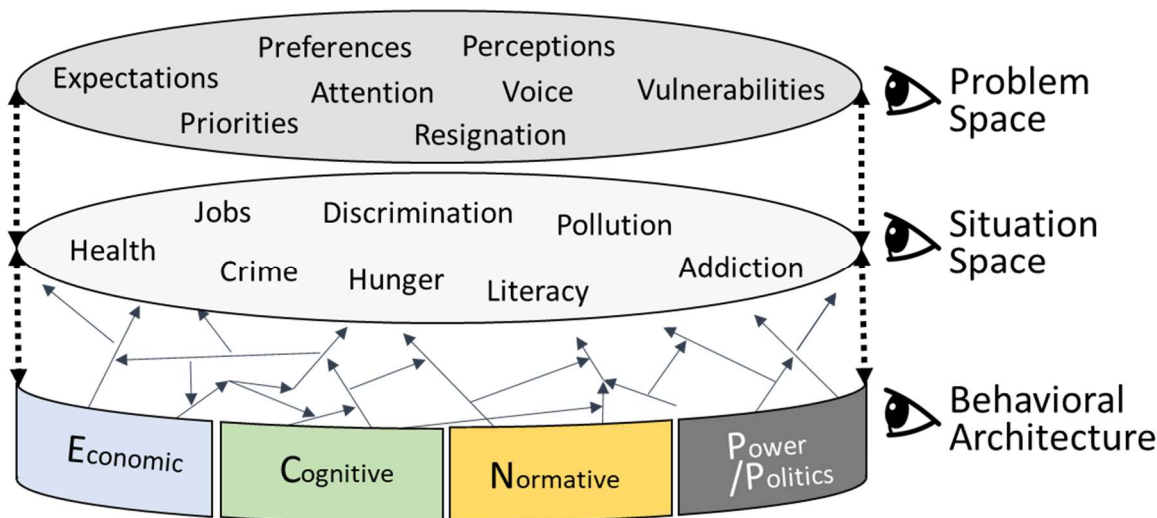 Preferences Perceptions
Expectations Attention Voice Vulnerabilities
Priorities Resignation
Problem
Space
Jobs Discrimination Pollution
Health Crime Hunger Literacy Addiction
Situation
Space
Economic
Cognitive
Normative
Power
/Politics
Behavioral
Architecture